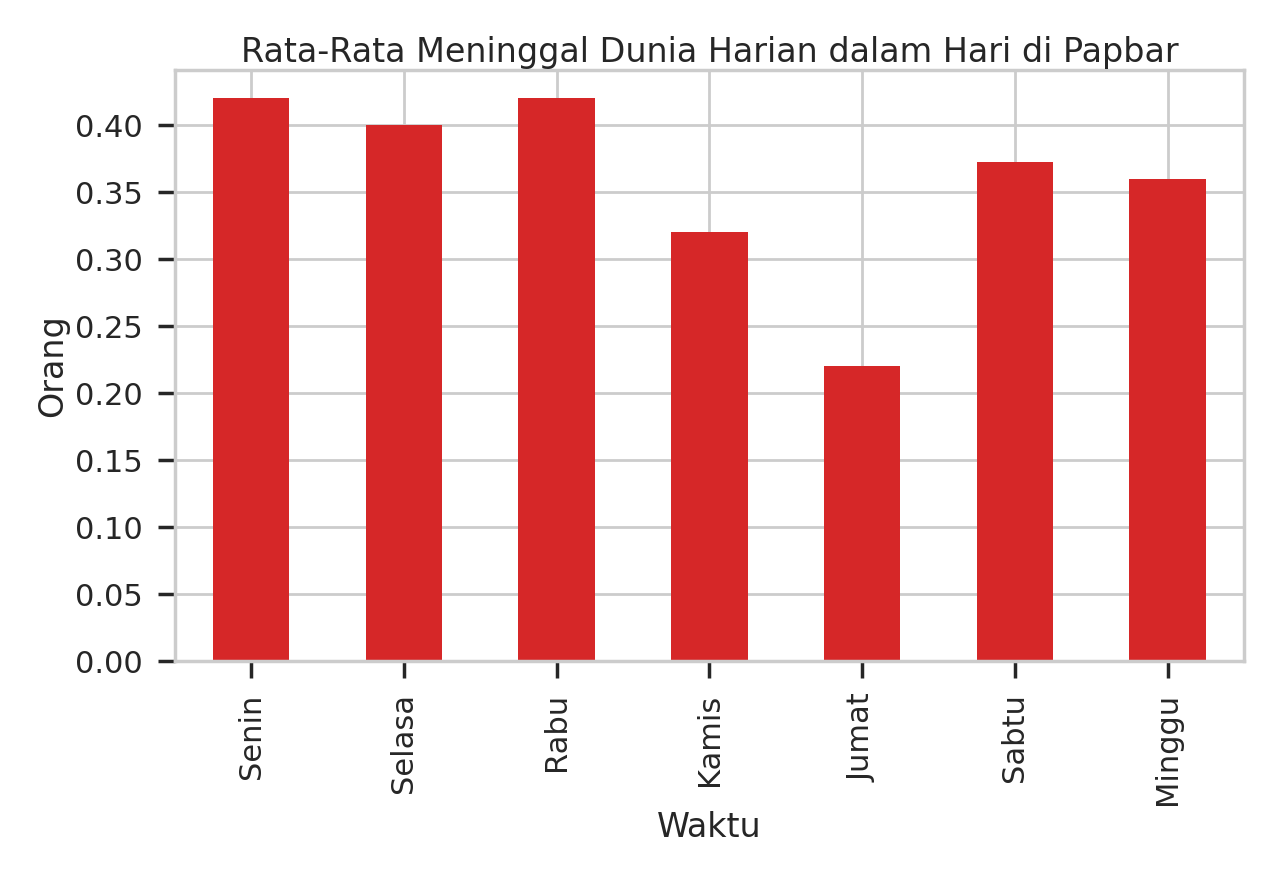 Rata-Rata Meninggal Dunia Harian dalam Hari di Papbar
0.40
0.35
0.30
0.25
0.20
0.15
0.10
0.05
0.00
Orang
Senin
Selasa
Rabu
Kamis
Jumat
Sabtu
Minggu
Waktu